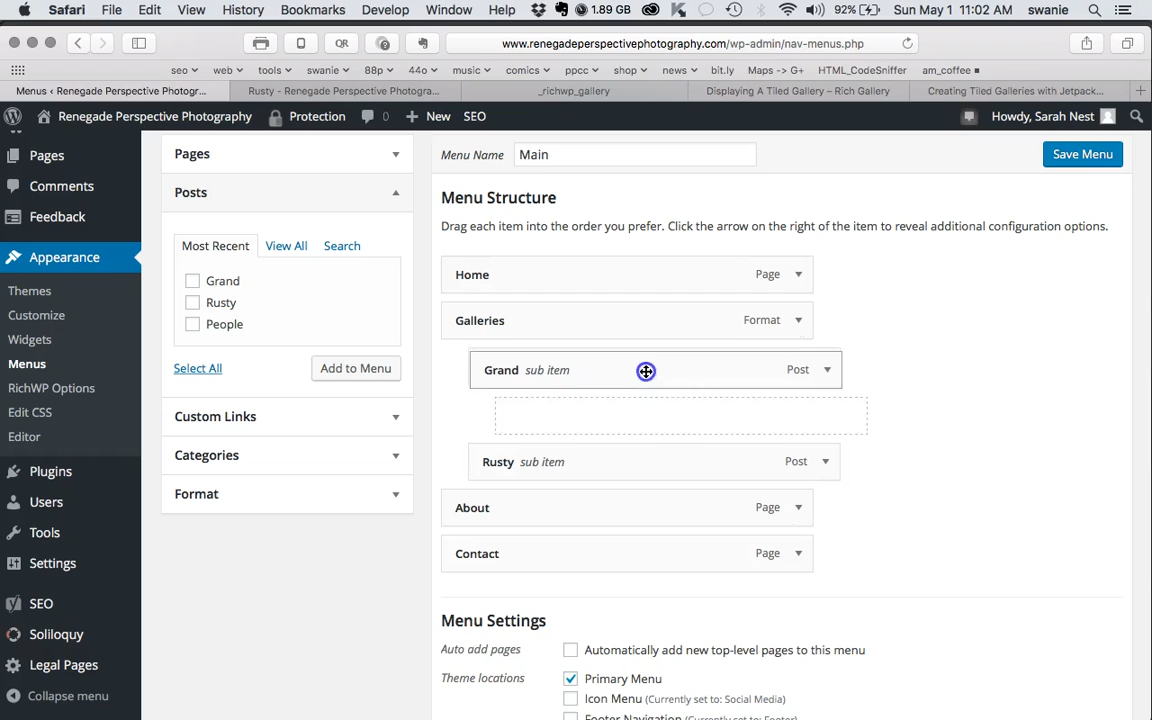 Safari File Edit View History Bookmarks Develop Window Help 1.89 GB 92% Sun May 1 11:02 AM swanie
QR www.renegadeperspectivephotography.com/wp-admin/nav-menus.php
seo web tools swanie 88p 44o music comics ppcc shop news bit.ly Maps -> G+ HTML_CodeSniffer am_coffee
Menus ‹ Renegade Perspective Photogr... Rusty - Renegade Perspective Photogra... _richwp_gallery Displaying A Tiled Gallery – Rich Gallery Creating Tiled Galleries with Jetpack...
Renegade Perspective Photography Protection 0 + New SEO Howdy, Sarah Nest
Pages
Comments
Feedback
Appearance
Themes
Customize
Widgets
Menus
RichWP Options
Edit CSS
Editor
Plugins
Users
Tools
Settings
SEO
Soliloquy
Legal Pages
Collapse menu
Pages
Posts
Most Recent View All Search
Grand
Rusty
People
Select All Add to Menu
Custom Links
Categories
Format
Menu Name Main Save Menu
Menu Structure
Drag each item into the order you prefer. Click the arrow on the right of the item to reveal additional configuration options.
Home Page
Galleries Format
Grand sub item Post
Rusty sub item Post
About Page
Contact Page
Menu Settings
Auto add pages Automatically add new top-level pages to this menu
Theme locations Primary Menu
Icon Menu (Currently set to: Social Media)
Footer Navigation (Currently set to: Footer)